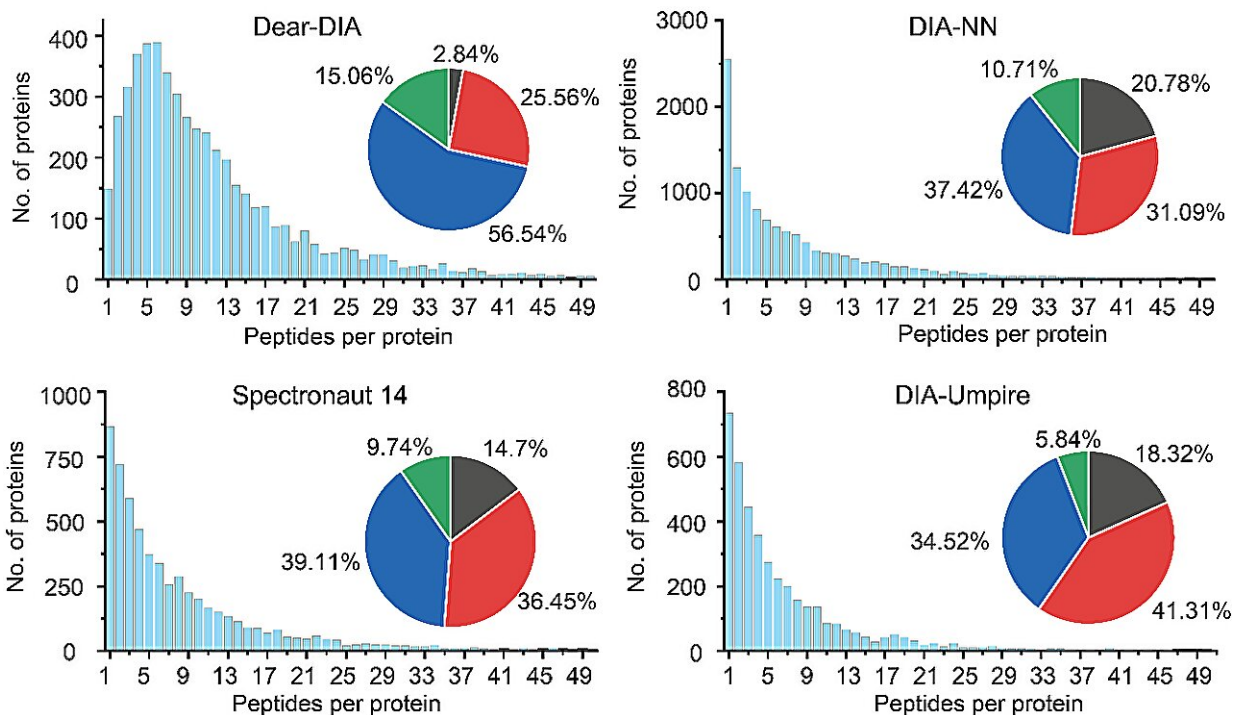 Dear-DIA
No. of proteins
400
300
200
100
0
2.84%
15.06%
25.56%
56.54%
1 5 9 13 17 21 25 29 33 37 41 45 49
Peptides per protein
DIA-NN
No. of proteins
3000
2000
1000
0
10.71%
20.78%
37.42%
31.09%
1 5 9 13 17 21 25 29 33 37 41 45 49
Peptides per protein
Spectronaut 14
No. of proteins
1000
750
500
250
0
9.74%
14.7%
39.11%
36.45%
1 5 9 13 17 21 25 29 33 37 41 45 49
Peptides per protein
DIA-Umpire
No. of proteins
800
600
400
200
0
5.84%
18.32%
34.52%
41.31%
1 5 9 13 17 21 25 29 33 37 41 45 49
Peptides per protein